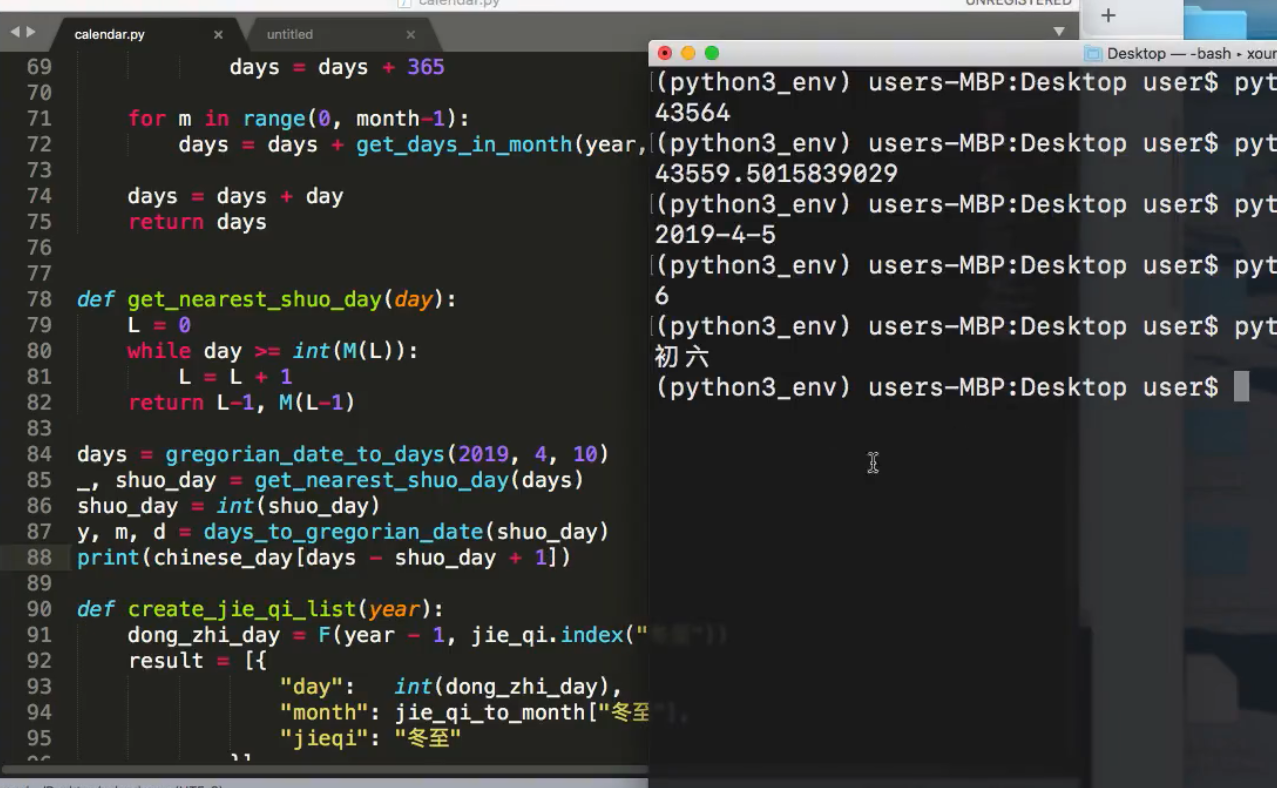 calendar.py
UNREGISTERED
calendar.py
untitled
Desktop — -bash
69 days = days + 365
70
71 for m in range(0, month-1):
72 days = days + get_days_in_month(year,
73
74 days = days + day
75 return days
76
77
78 def get_nearest_shuo_day(day):
79 L = 0
80 while day >= int(M(L)):
81 L = L + 1
82 return L-1, M(L-1)
83
84 days = gregorian_date_to_days(2019, 4, 10)
85 _, shuo_day = get_nearest_shuo_day(days)
86 shuo_day = int(shuo_day)
87 y, m, d = days_to_gregorian_date(shuo_day)
88 print(chinese_day[days - shuo_day + 1])
89
90 def create_jie_qi_list(year):
91 dong_zhi_day = F(year - 1, jie_qi.index("冬至"))
92 result = [{
93 "day": int(dong_zhi_day),
94 "month": jie_qi_to_month["冬至"],
95 "jieqi": "冬至"
(python3_env) users-MBP:Desktop user$ pyt
43564
(python3_env) users-MBP:Desktop user$ pyt
43559.5015839029
(python3_env) users-MBP:Desktop user$ pyt
2019-4-5
(python3_env) users-MBP:Desktop user$ pyt
6
(python3_env) users-MBP:Desktop user$ pyt
初六
(python3_env) users-MBP:Desktop user$